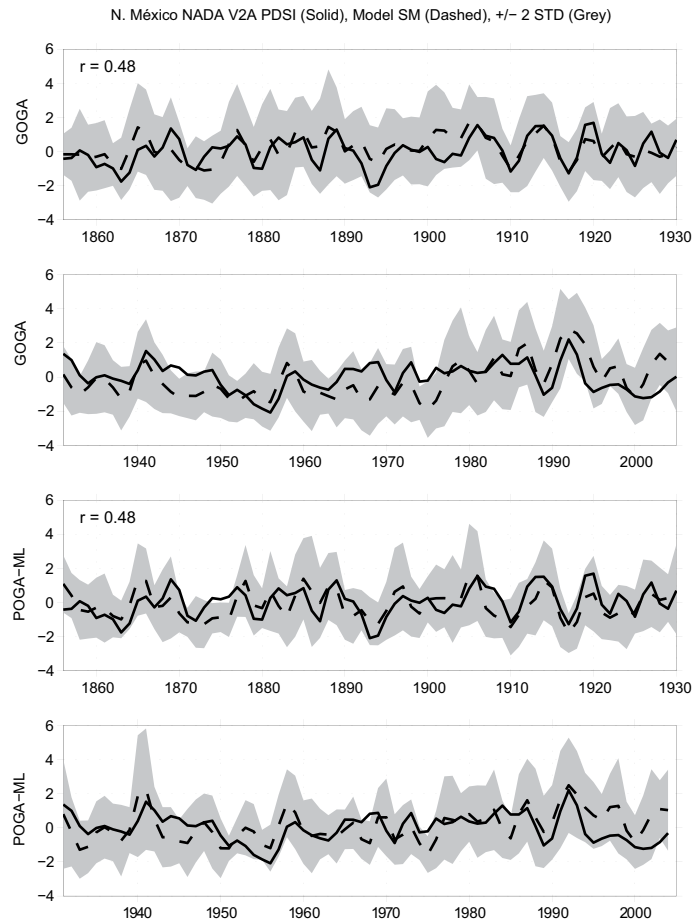 N. México NADA V2A PDSI (Solid), Model SM (Dashed), +/− 2 STD (Grey)
6
r = 0.48
4
2
GOGA
0
−2
−4
1860 1870 1880 1890 1900 1910 1920 1930
6
4
2
GOGA
0
−2
−4
1940 1950 1960 1970 1980 1990 2000
6
r = 0.48
4
2
POGA−ML
0
−2
−4
1860 1870 1880 1890 1900 1910 1920 1930
6
4
2
POGA−ML
0
−2
−4
1940 1950 1960 1970 1980 1990 2000